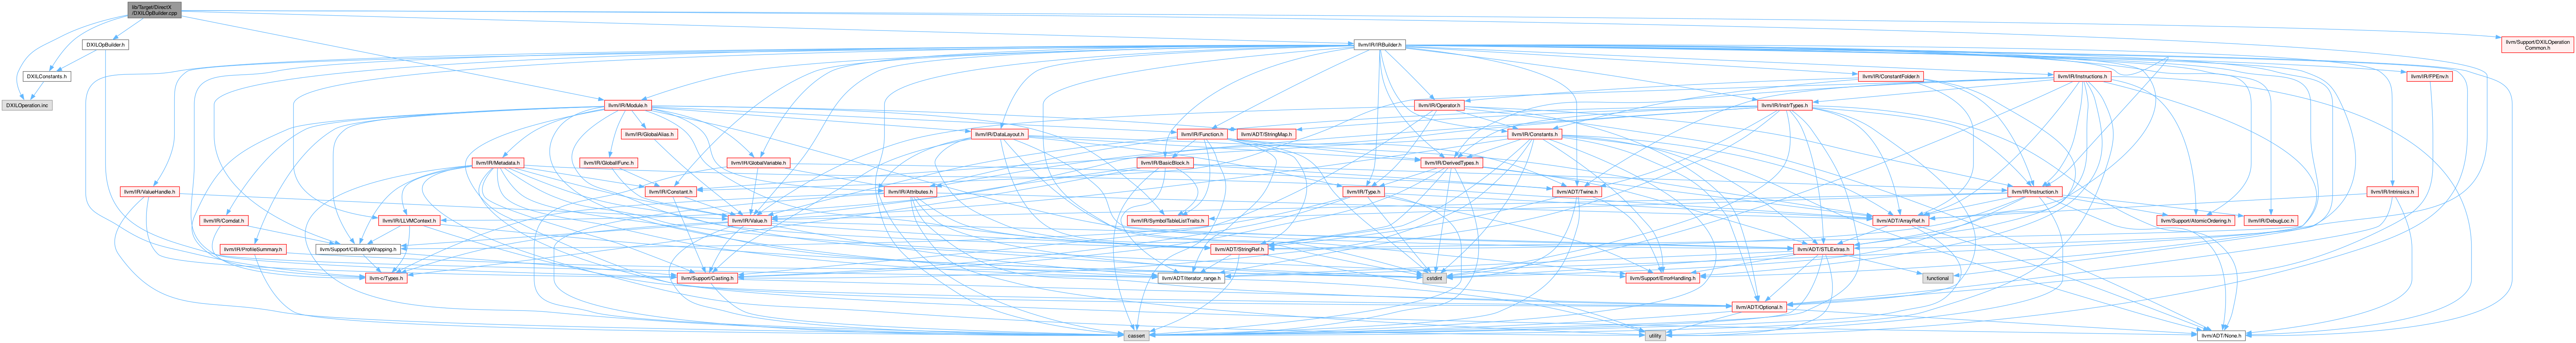 lib/Target/DirectX
/DXILOpBuilder.cpp
DXILOpBuilder.h
llvm/IR/IRBuilder.h
llvm/Support/DXILOperation
Common.h
DXILConstants.h
llvm/IR/ConstantFolder.h
llvm/IR/Instructions.h
llvm/IR/FPEnv.h
DXILOperation.inc
llvm/IR/Module.h
llvm/IR/Operator.h
llvm/IR/InstrTypes.h
llvm/IR/GlobalAlias.h
llvm/IR/DataLayout.h
llvm/IR/Function.h
llvm/ADT/StringMap.h
llvm/IR/Constants.h
llvm/IR/Metadata.h
llvm/IR/GlobalIFunc.h
llvm/IR/GlobalVariable.h
llvm/IR/BasicBlock.h
llvm/IR/DerivedTypes.h
llvm/IR/ValueHandle.h
llvm/IR/Constant.h
llvm/IR/Attributes.h
llvm/IR/Type.h
llvm/ADT/Twine.h
llvm/IR/Instruction.h
llvm/IR/Intrinsics.h
llvm/IR/Comdat.h
llvm/IR/LLVMContext.h
llvm/IR/Value.h
llvm/IR/SymbolTableListTraits.h
llvm/ADT/ArrayRef.h
llvm/Support/AtomicOrdering.h
llvm/IR/DebugLoc.h
llvm/IR/ProfileSummary.h
llvm/Support/CBindingWrapping.h
llvm/ADT/StringRef.h
llvm/ADT/STLExtras.h
llvm-c/Types.h
llvm/Support/Casting.h
llvm/ADT/iterator_range.h
cstdint
llvm/Support/ErrorHandling.h
functional
llvm/ADT/Optional.h
cassert
utility
llvm/ADT/None.h